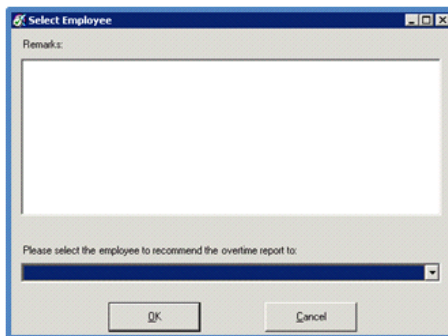 Select Employee
Remarks:
Please select the employee to recommend the overtime report to:
OK
Cancel